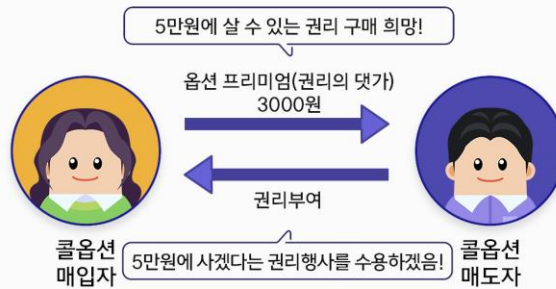 5만원에 살 수 있는 권리 구매 희망!
옵션 프리미엄(권리의 댓가)
3000원
권리부여
콜옵션
매입자
5만원에 사겠다는 권리행사를 수용하겠음!
콜옵션
매도자